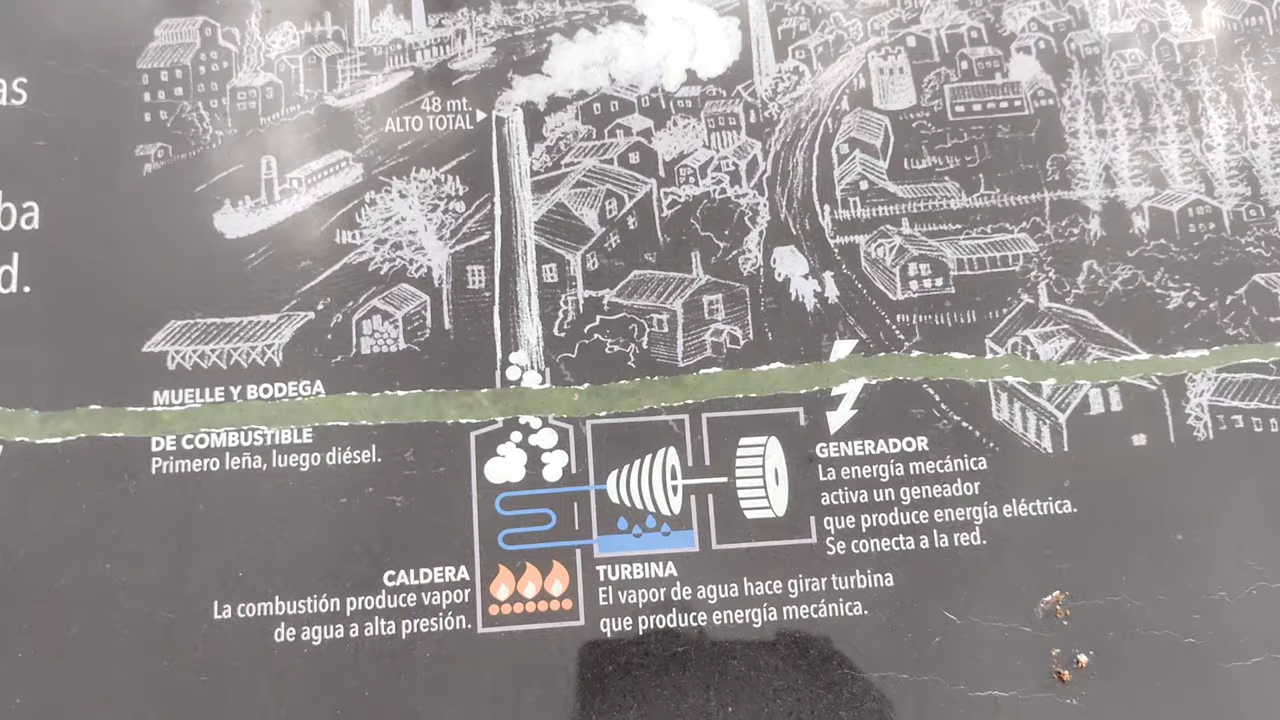 as
ba
d.
48 mt.
ALTO TOTAL
MUELLE Y BODEGA
DE COMBUSTIBLE
Primero leña, luego diésel.
GENERADOR
La energía mecánica
activa un geneador
que produce energía eléctrica.
Se conecta a la red.
CALDERA
La combustión produce vapor
de agua a alta presión.
TURBINA
El vapor de agua hace girar turbina
que produce energía mecánica.